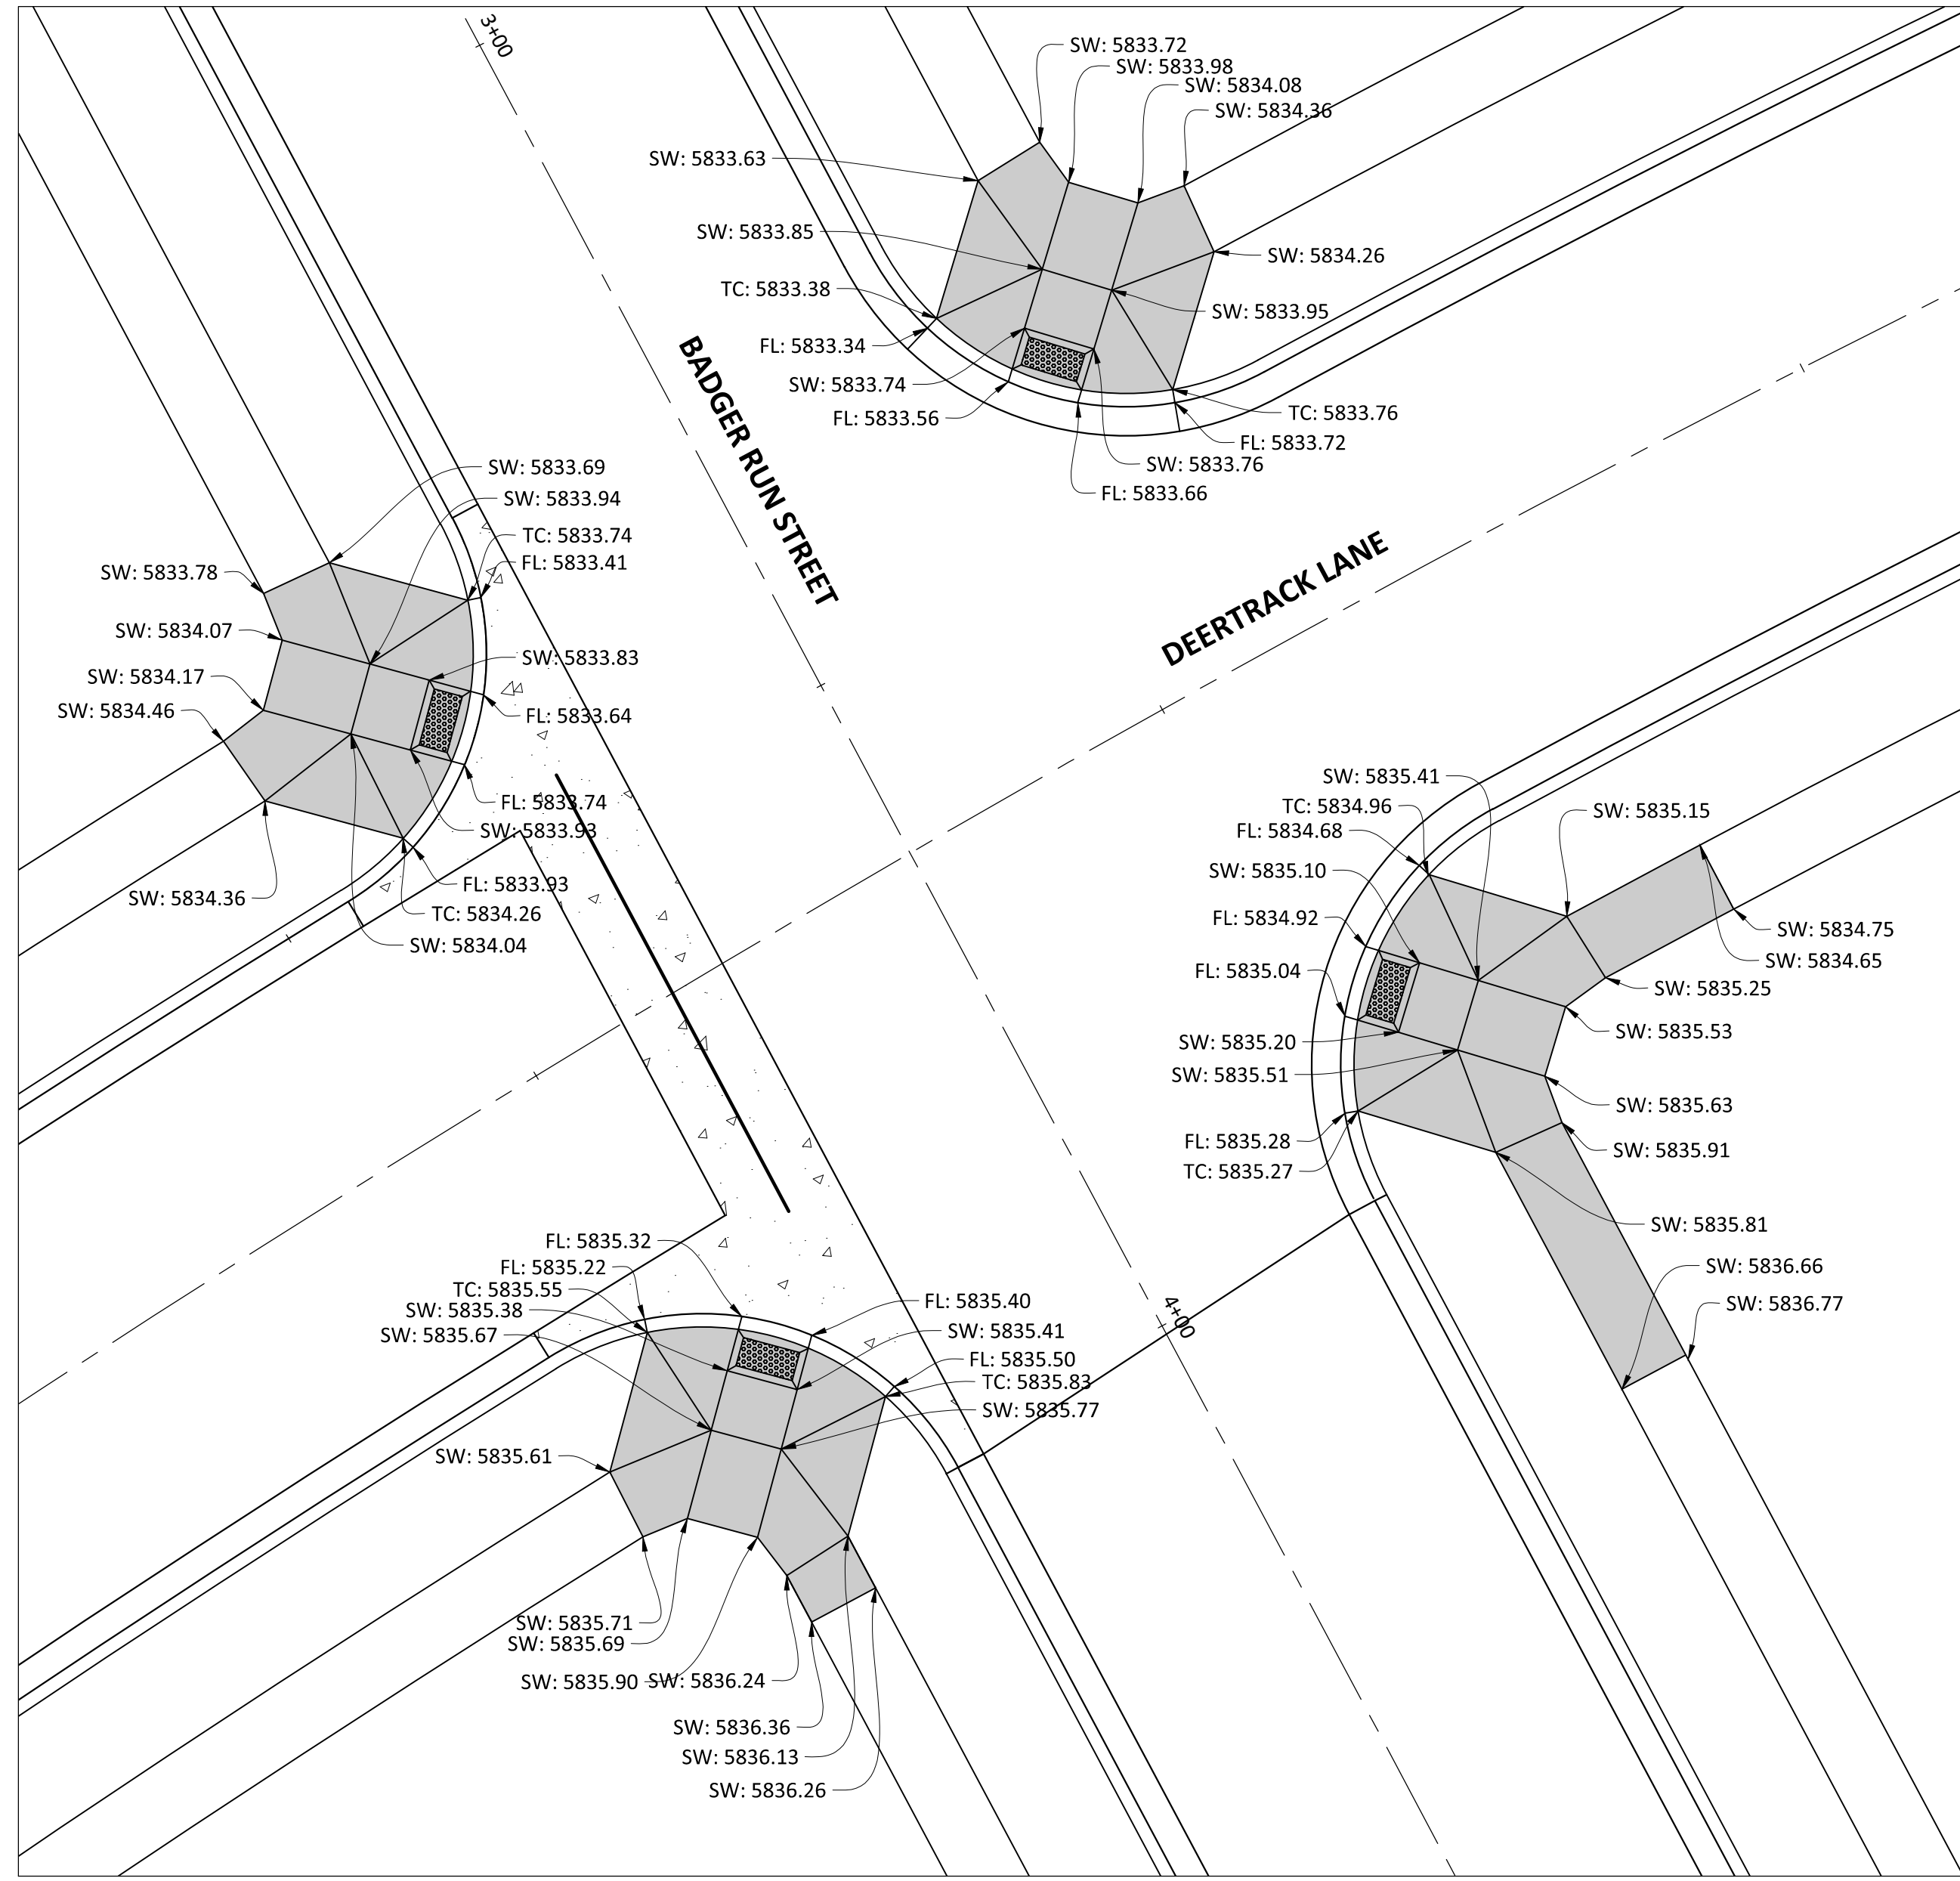 3+00
SW: 5833.72
SW: 5833.98
SW: 5834.08
SW: 5834.36
SW: 5833.63
SW: 5833.85
SW: 5834.26
TC: 5833.38
SW: 5833.95
FL: 5833.34
SW: 5833.74
FL: 5833.56
TC: 5833.76
FL: 5833.72
SW: 5833.76
FL: 5833.66
BADGER RUN STREET
DEERTRACK LANE
SW: 5833.69
SW: 5833.94
TC: 5833.74
FL: 5833.41
SW: 5833.78
SW: 5834.07
SW: 5833.83
SW: 5834.17
SW: 5834.46
FL: 5833.64
FL: 5833.74
SW: 5833.93
FL: 5833.93
SW: 5834.36
TC: 5834.26
SW: 5834.04
SW: 5835.41
TC: 5834.96
FL: 5834.68
SW: 5835.15
SW: 5835.10
FL: 5834.92
SW: 5834.75
SW: 5834.65
FL: 5835.04
SW: 5835.25
SW: 5835.20
SW: 5835.53
SW: 5835.51
SW: 5835.63
FL: 5835.28
SW: 5835.91
TC: 5835.27
SW: 5835.81
SW: 5836.66
SW: 5836.77
4+00
FL: 5835.32
FL: 5835.22
TC: 5835.55
SW: 5835.38
SW: 5835.67
FL: 5835.40
SW: 5835.41
FL: 5835.50
TC: 5835.83
SW: 5835.77
SW: 5835.61
SW: 5835.71
SW: 5835.69
SW: 5835.90 SW: 5836.24
SW: 5836.36
SW: 5836.13
SW: 5836.26